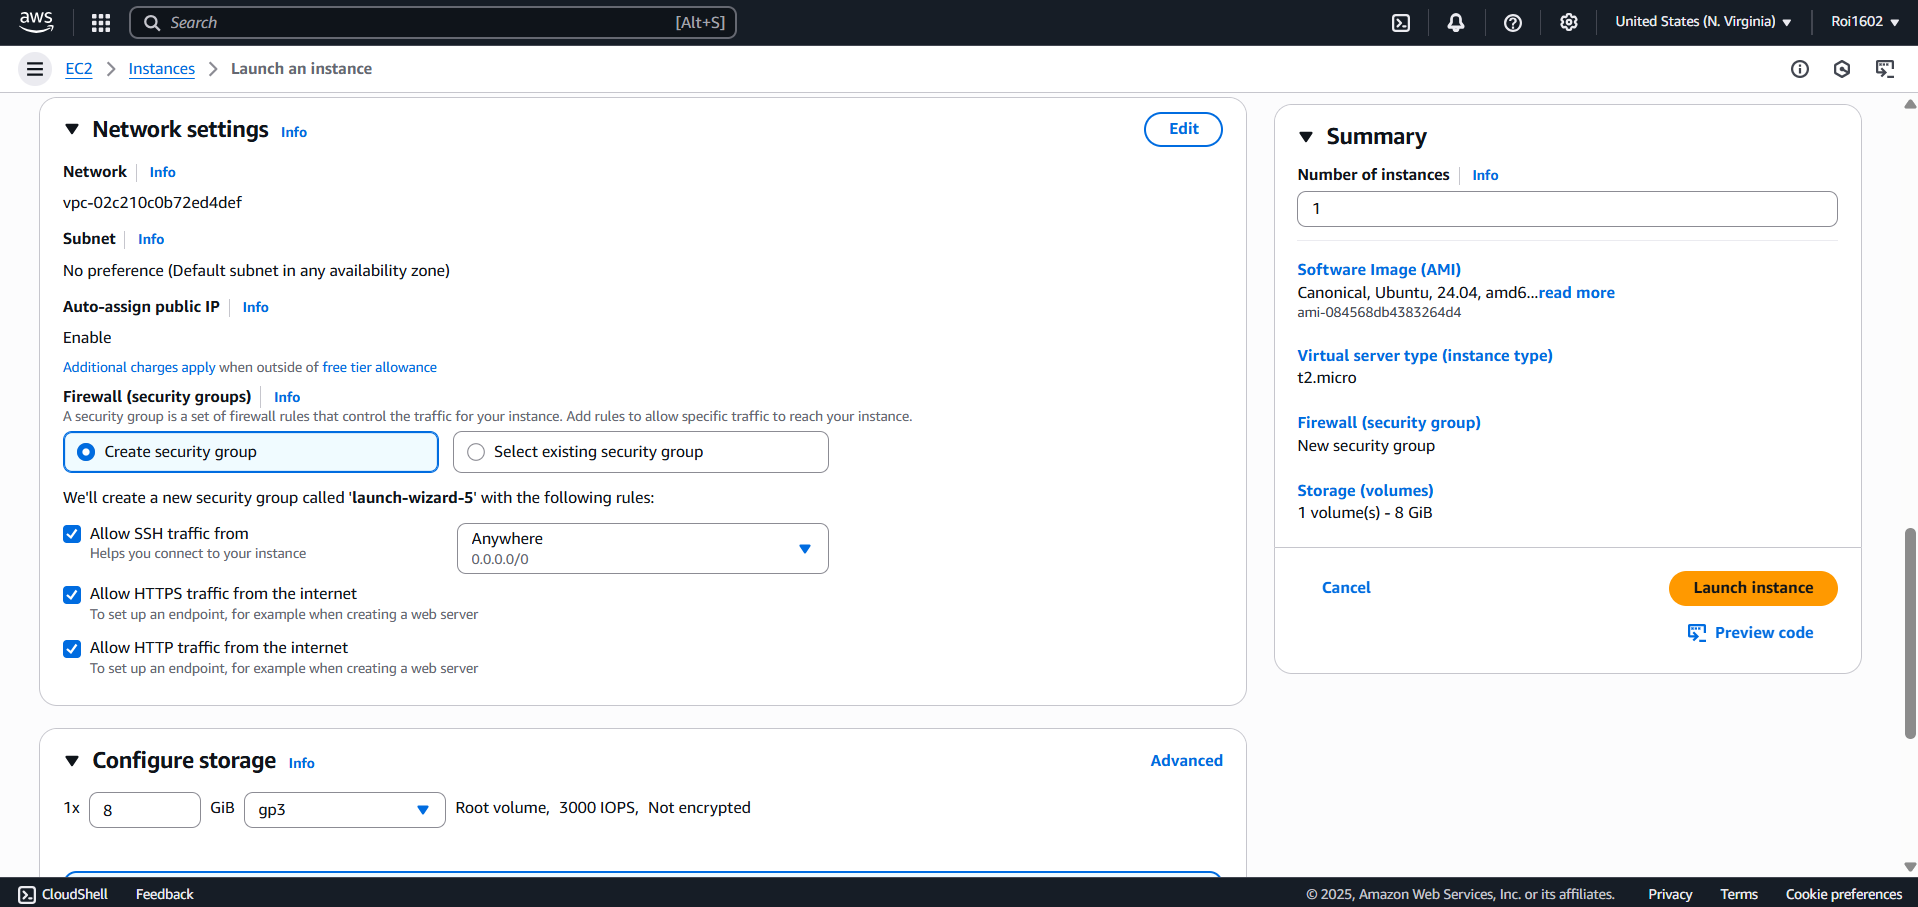 aws
Search [Alt+S]
United States (N. Virginia)
Roi1602
EC2 Instances Launch an instance
Network settings Info
Edit
Network Info
vpc-02c210c0b72ed4def
Subnet Info
No preference (Default subnet in any availability zone)
Auto-assign public IP Info
Enable
Additional charges apply when outside of free tier allowance
Firewall (security groups) Info
A security group is a set of firewall rules that control the traffic for your instance. Add rules to allow specific traffic to reach your instance.
Create security group
Select existing security group
We'll create a new security group called 'launch-wizard-5' with the following rules:
Allow SSH traffic from
Helps you connect to your instance
Anywhere
0.0.0.0/0
Allow HTTPS traffic from the internet
To set up an endpoint, for example when creating a web server
Allow HTTP traffic from the internet
To set up an endpoint, for example when creating a web server
Configure storage Info
Advanced
1x 8 GiB gp3 Root volume, 3000 IOPS, Not encrypted
Summary
Number of instances Info
1
Software Image (AMI)
Canonical, Ubuntu, 24.04, amd6...read more
ami-084568db4383264d4
Virtual server type (instance type)
t2.micro
Firewall (security group)
New security group
Storage (volumes)
1 volume(s) - 8 GiB
Cancel
Launch instance
Preview code
CloudShell Feedback
© 2025, Amazon Web Services, Inc. or its affiliates. Privacy Terms Cookie preferences